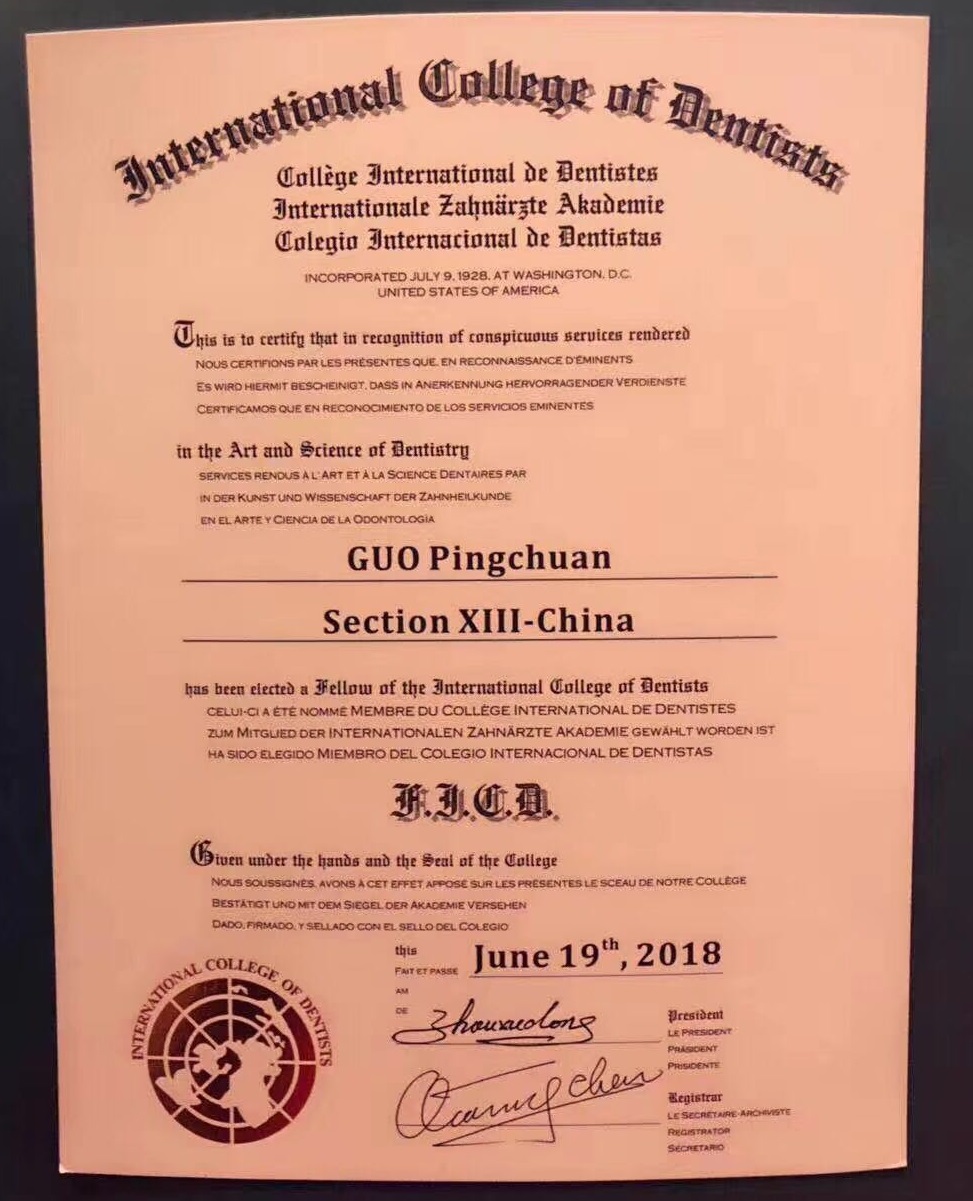 International College of Dentists
Collège International de Dentistes
Internationale Zahnärzte Akademie
Colegio Internacional de Dentistas
INCORPORATED JULY 9, 1928, AT WASHINGTON, D.C.
UNITED STATES OF AMERICA
This is to certify that in recognition of conspicuous services rendered
NOUS CERTIFIONS PAR LES PRÉSENTES QUE, EN RECONNAISSANCE D'ÉMINENTS
ES WIRD HIERMIT BESCHEINIGT, DASS IN ANERKENNUNG HERVORRAGENDER VERDIENSTE
CERTIFICAMOS QUE EN RECONOCIMIENTO DE LOS SERVICIOS EMINENTES
in the Art and Science of Dentistry
SERVICES RENDUS À L'ART ET À LA SCIENCE DENTAIRES PAR
IN DER KUNST UND WISSENSCHAFT DER ZAHNHEILKUNDE
EN EL ARTE Y CIENCIA DE LA ODONTOLOGÍA
GUO Pingchuan
Section XIII-China
has been elected a Fellow of the International College of Dentists
CELUI-CI A ÉTÉ NOMMÉ MEMBRE DU COLLÈGE INTERNATIONAL DE DENTISTES
ZUM MITGLIED DER INTERNATIONALEN ZAHNÄRZTE AKADEMIE GEWÄHLT WORDEN IST
HA SIDO ELEGIDO MIEMBRO DEL COLEGIO INTERNACIONAL DE DENTISTAS
F.I.C.D.
Given under the hands and the Seal of the College
NOUS SOUSSIGNÉS, AVONS À CET EFFET APPOSÉ SUR LES PRÉSENTES LE SCEAU DE NOTRE COLLÈGE
BESTÄTIGT UND MIT DEM SIEGEL DER AKADEMIE VERSEHEN
DADO, FIRMADO, Y SELLADO CON EL SELLO DEL COLEGIO
this
FAIT ET PASSE
AM
DE
June 19th, 2018
INTERNATIONAL COLLEGE OF DENTISTS
President
LE PRESIDENT
PRÄSIDENT
PRISIDENTE
Registrar
LE SECRÉTAIRE-ARCHIVISTE
REGISTRATOR
SECRETARIO